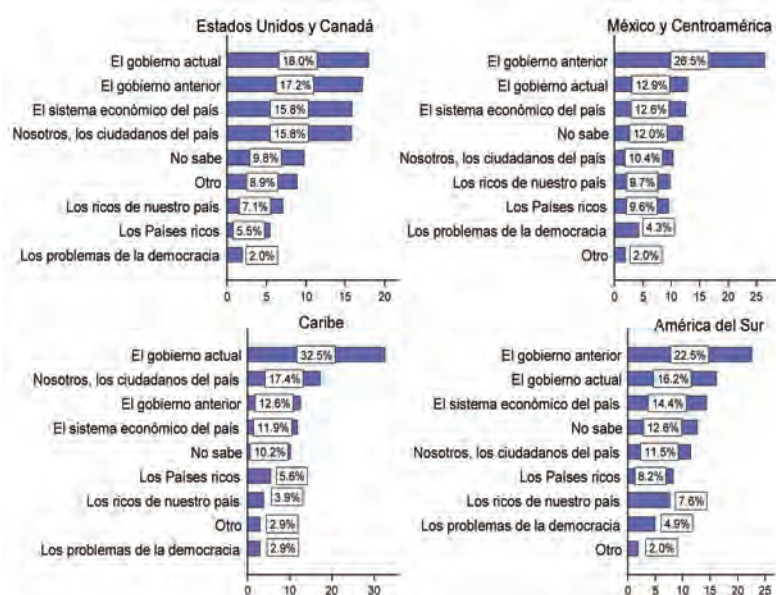 Estados Unidos y Canadá
El gobierno actual 18.0%
El gobierno anterior 17.2%
El sistema económico del país 15.8%
Nosotros, los ciudadanos del país 15.8%
No sabe 9.8%
Otro 8.9%
Los ricos de nuestro país 7.1%
Los Países ricos 5.5%
Los problemas de la democracia 2.0%
0 5 10 15 20
México y Centroamérica
El gobierno anterior 26.5%
El gobierno actual 12.9%
El sistema económico del país 12.6%
No sabe 12.0%
Nosotros, los ciudadanos del país 10.4%
Los ricos de nuestro país 9.7%
Los Países ricos 9.6%
Los problemas de la democracia 4.3%
Otro 2.0%
0 5 10 15 20 25
Caribe
El gobierno actual 32.5%
Nosotros, los ciudadanos del país 17.4%
El gobierno anterior 12.6%
El sistema económico del país 11.9%
No sabe 10.2%
Los Países ricos 5.6%
Los ricos de nuestro país 3.9%
Otro 2.9%
Los problemas de la democracia 2.9%
0 10 20 30
América del Sur
El gobierno anterior 22.5%
El gobierno actual 16.2%
El sistema económico del país 14.4%
No sabe 12.6%
Nosotros, los ciudadanos del país 11.5%
Los Países ricos 8.2%
Los ricos de nuestro país 7.6%
Los problemas de la democracia 4.9%
Otro 2.0%
0 5 10 15 20 25